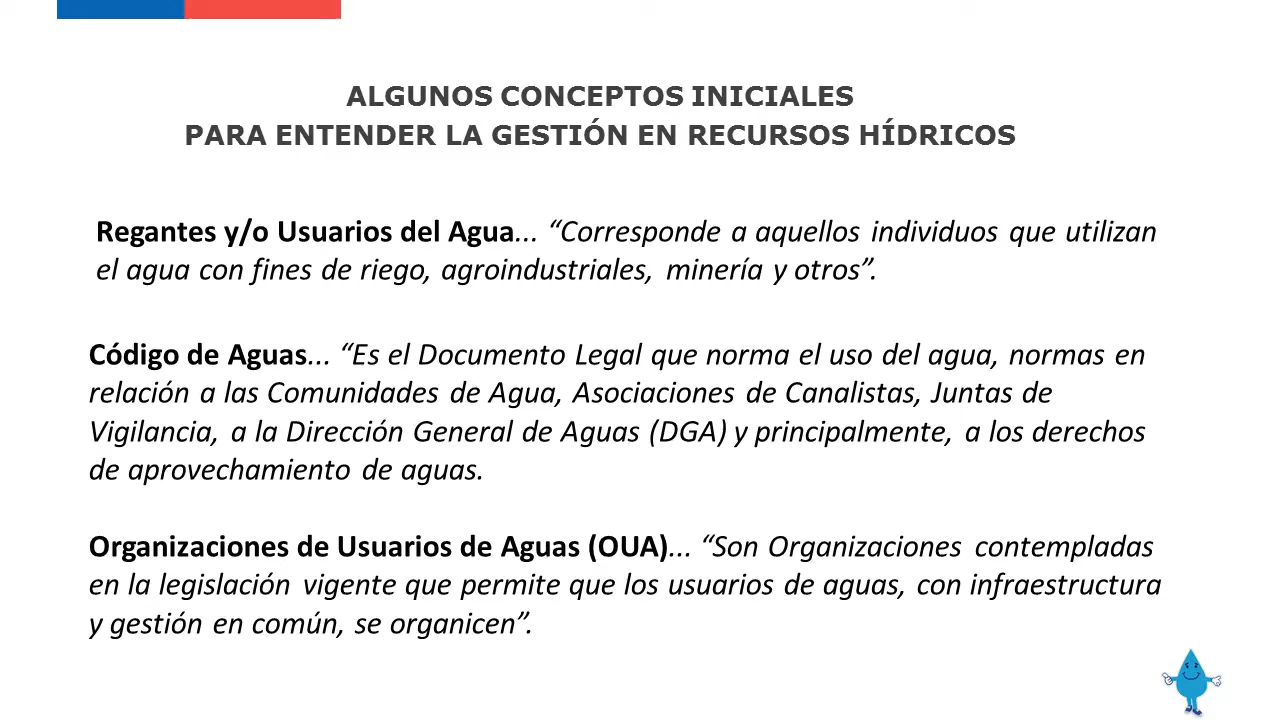 ALGUNOS CONCEPTOS INICIALES
PARA ENTENDER LA GESTIÓN EN RECURSOS HÍDRICOS
Regantes y/o Usuarios del Agua... “Corresponde a aquellos individuos que utilizan
el agua con fines de riego, agroindustriales, minería y otros”.
Código de Aguas... “Es el Documento Legal que norma el uso del agua, normas en
relación a las Comunidades de Agua, Asociaciones de Canalistas, Juntas de
Vigilancia, a la Dirección General de Aguas (DGA) y principalmente, a los derechos
de aprovechamiento de aguas.
Organizaciones de Usuarios de Aguas (OUA)... “Son Organizaciones contempladas
en la legislación vigente que permite que los usuarios de aguas, con infraestructura
y gestión en común, se organicen”.